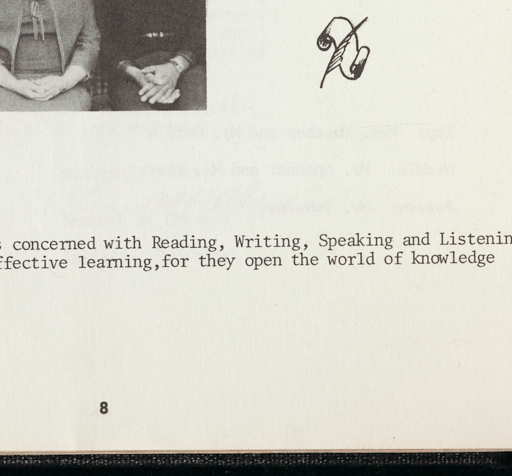 concerned with Reading, Writing, Speaking and Listenin
ffective learning,for they open the world of knowledge
8